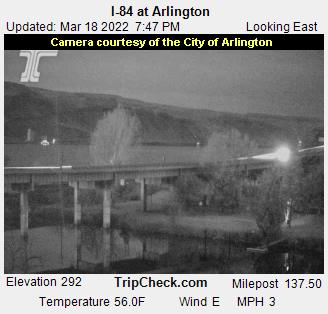 I-84 at Arlington
Updated: Mar 18 2022 7:47 PM Looking East
Camera courtesy of the City of Arlington
Elevation 292 TripCheck.com Milepost 137.50
Temperature 56.0F Wind E MPH 3